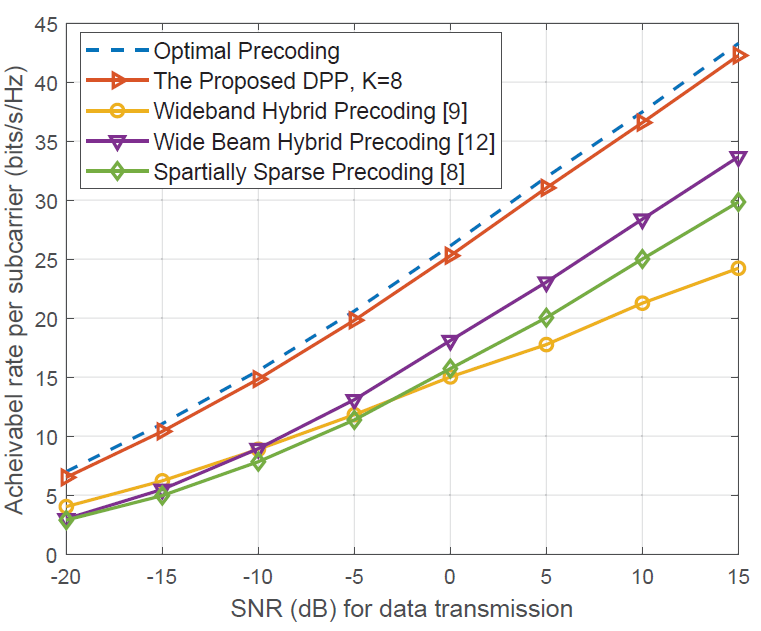 Optimal Precoding
The Proposed DPP, K=8
Wideband Hybrid Precoding [9]
Wide Beam Hybrid Precoding [12]
Spartially Sparse Precoding [8]
Acheivabel rate per subcarrier (bits/s/Hz)
45
40
35
30
25
20
15
10
5
0
-20 -15 -10 -5 0 5 10 15
SNR (dB) for data transmission